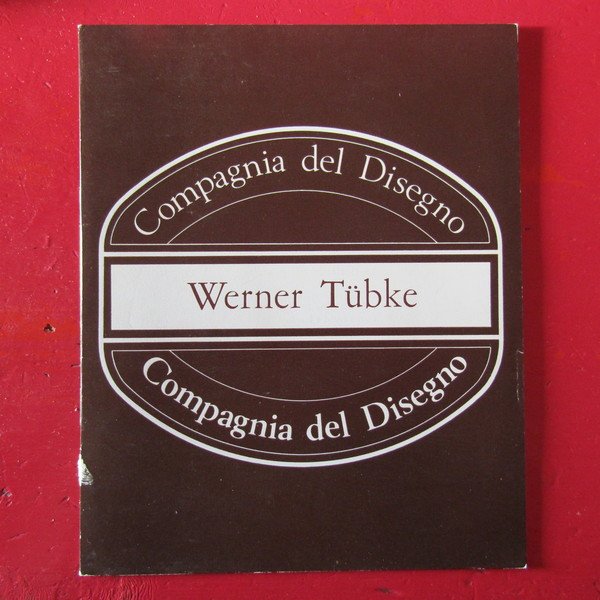 Compagnia del Disegno
Werner Tübke
Compagnia del Disegno